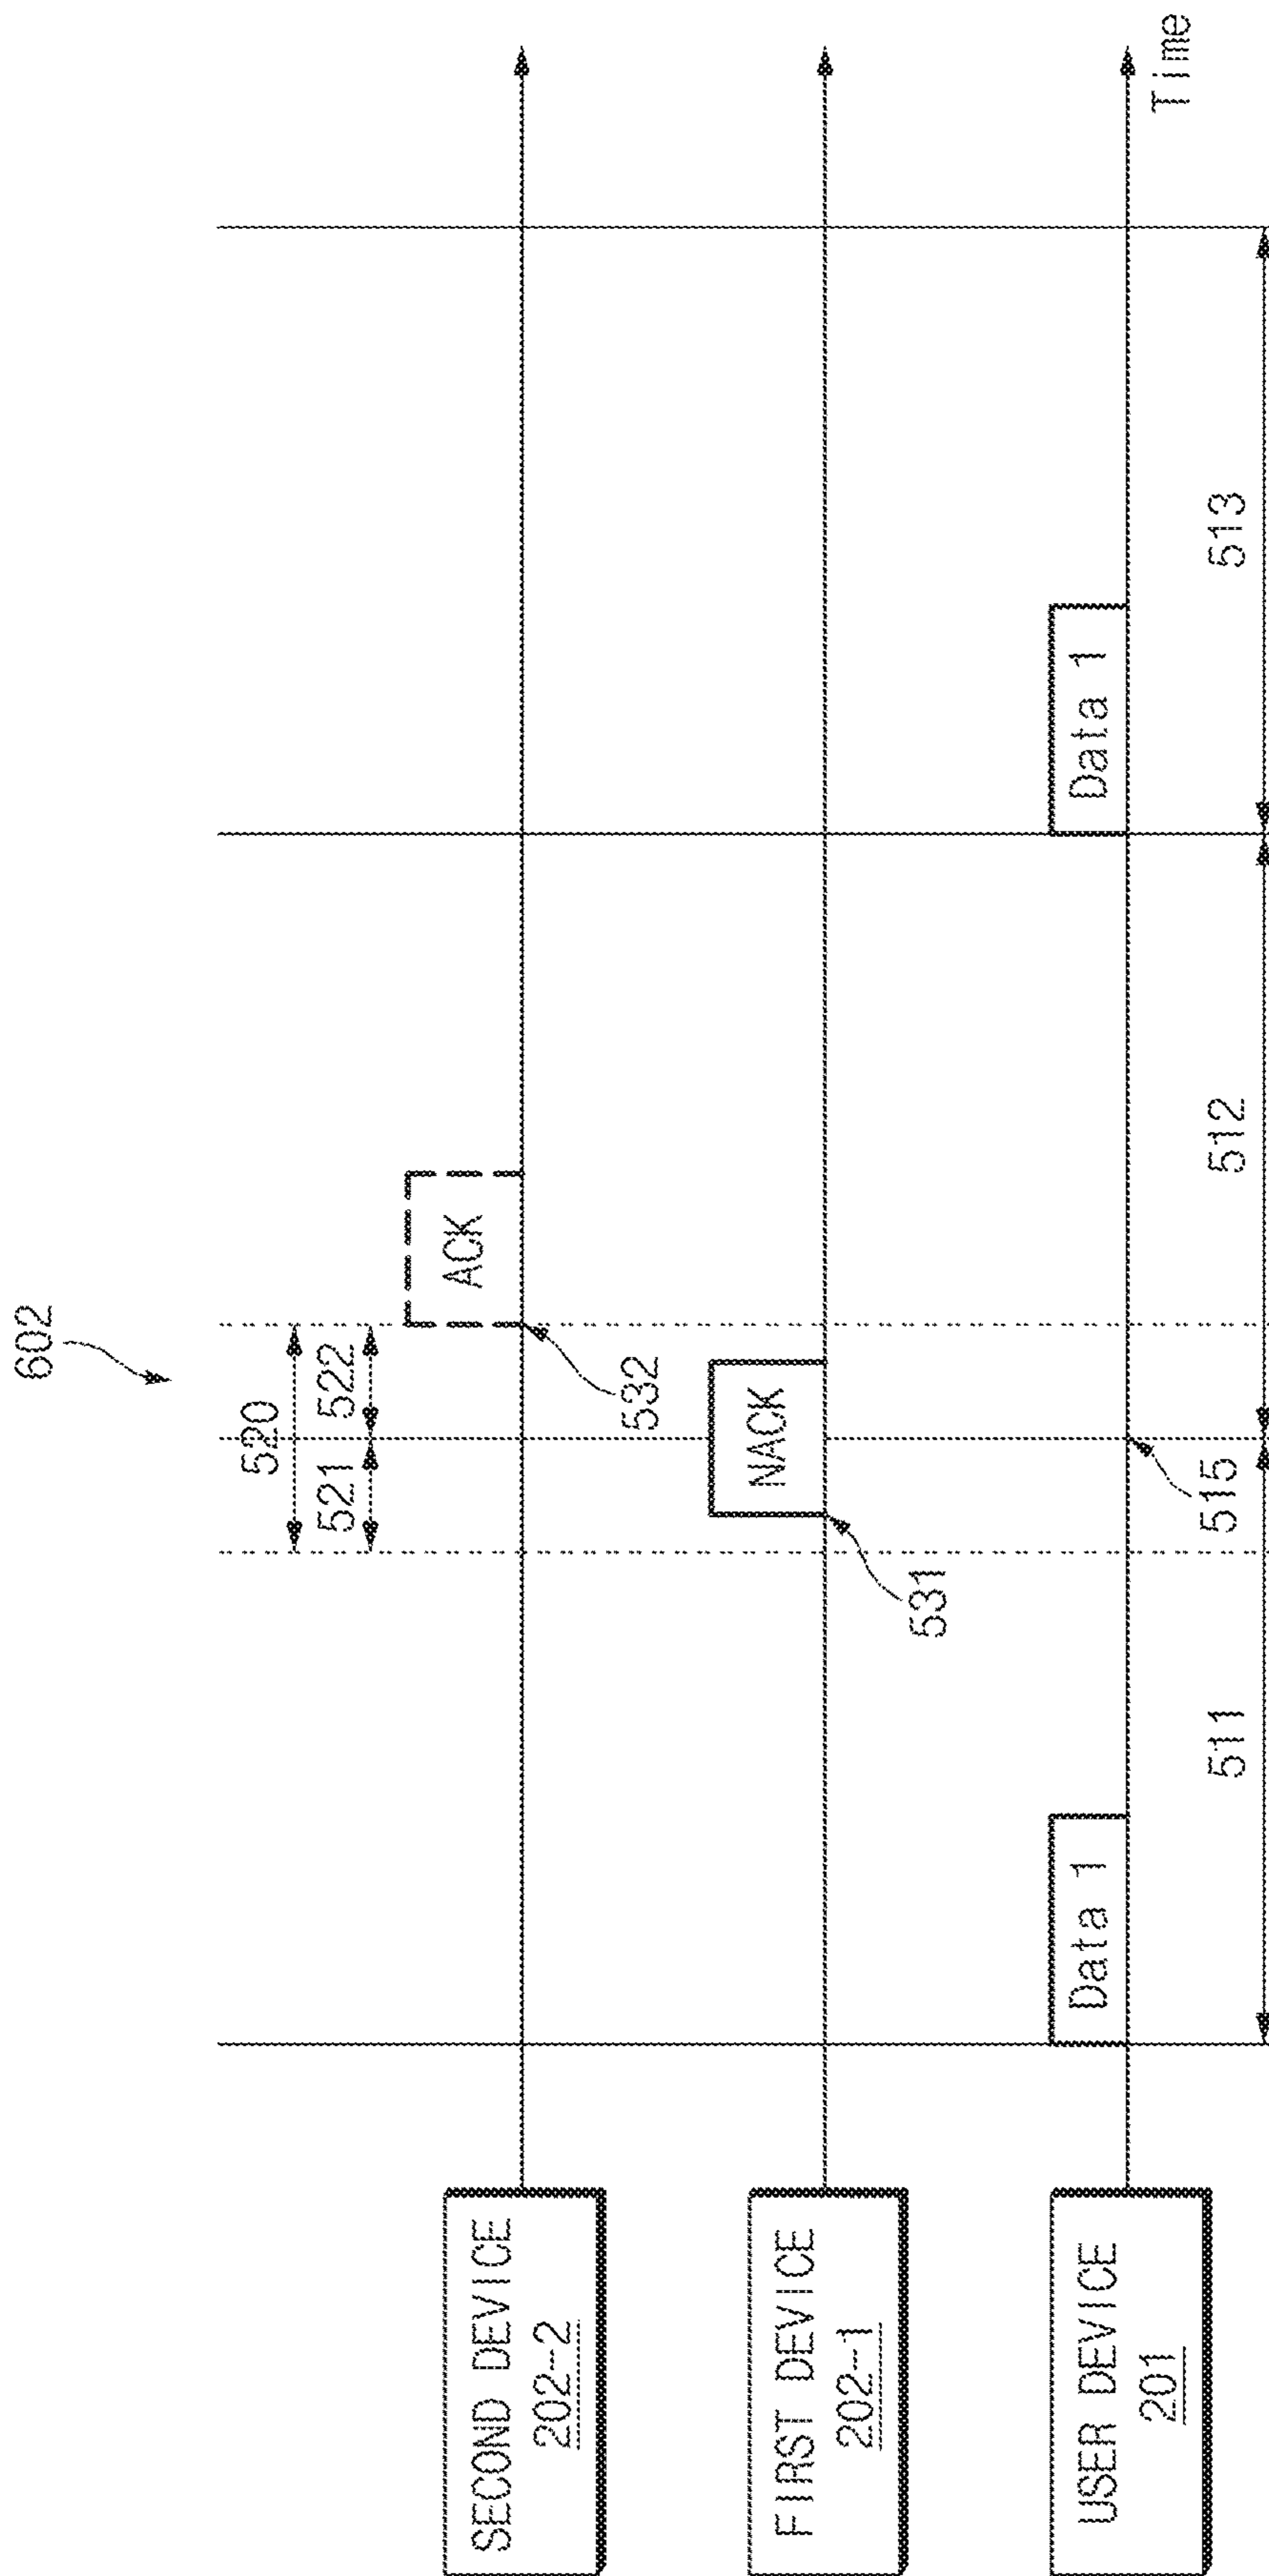 602
520
521
522
SECOND DEVICE
202-2
ACK
532
FIRST DEVICE
202-1
NACK
531
USER DEVICE
201
Data 1
Data 1
515
Time
511
512
513